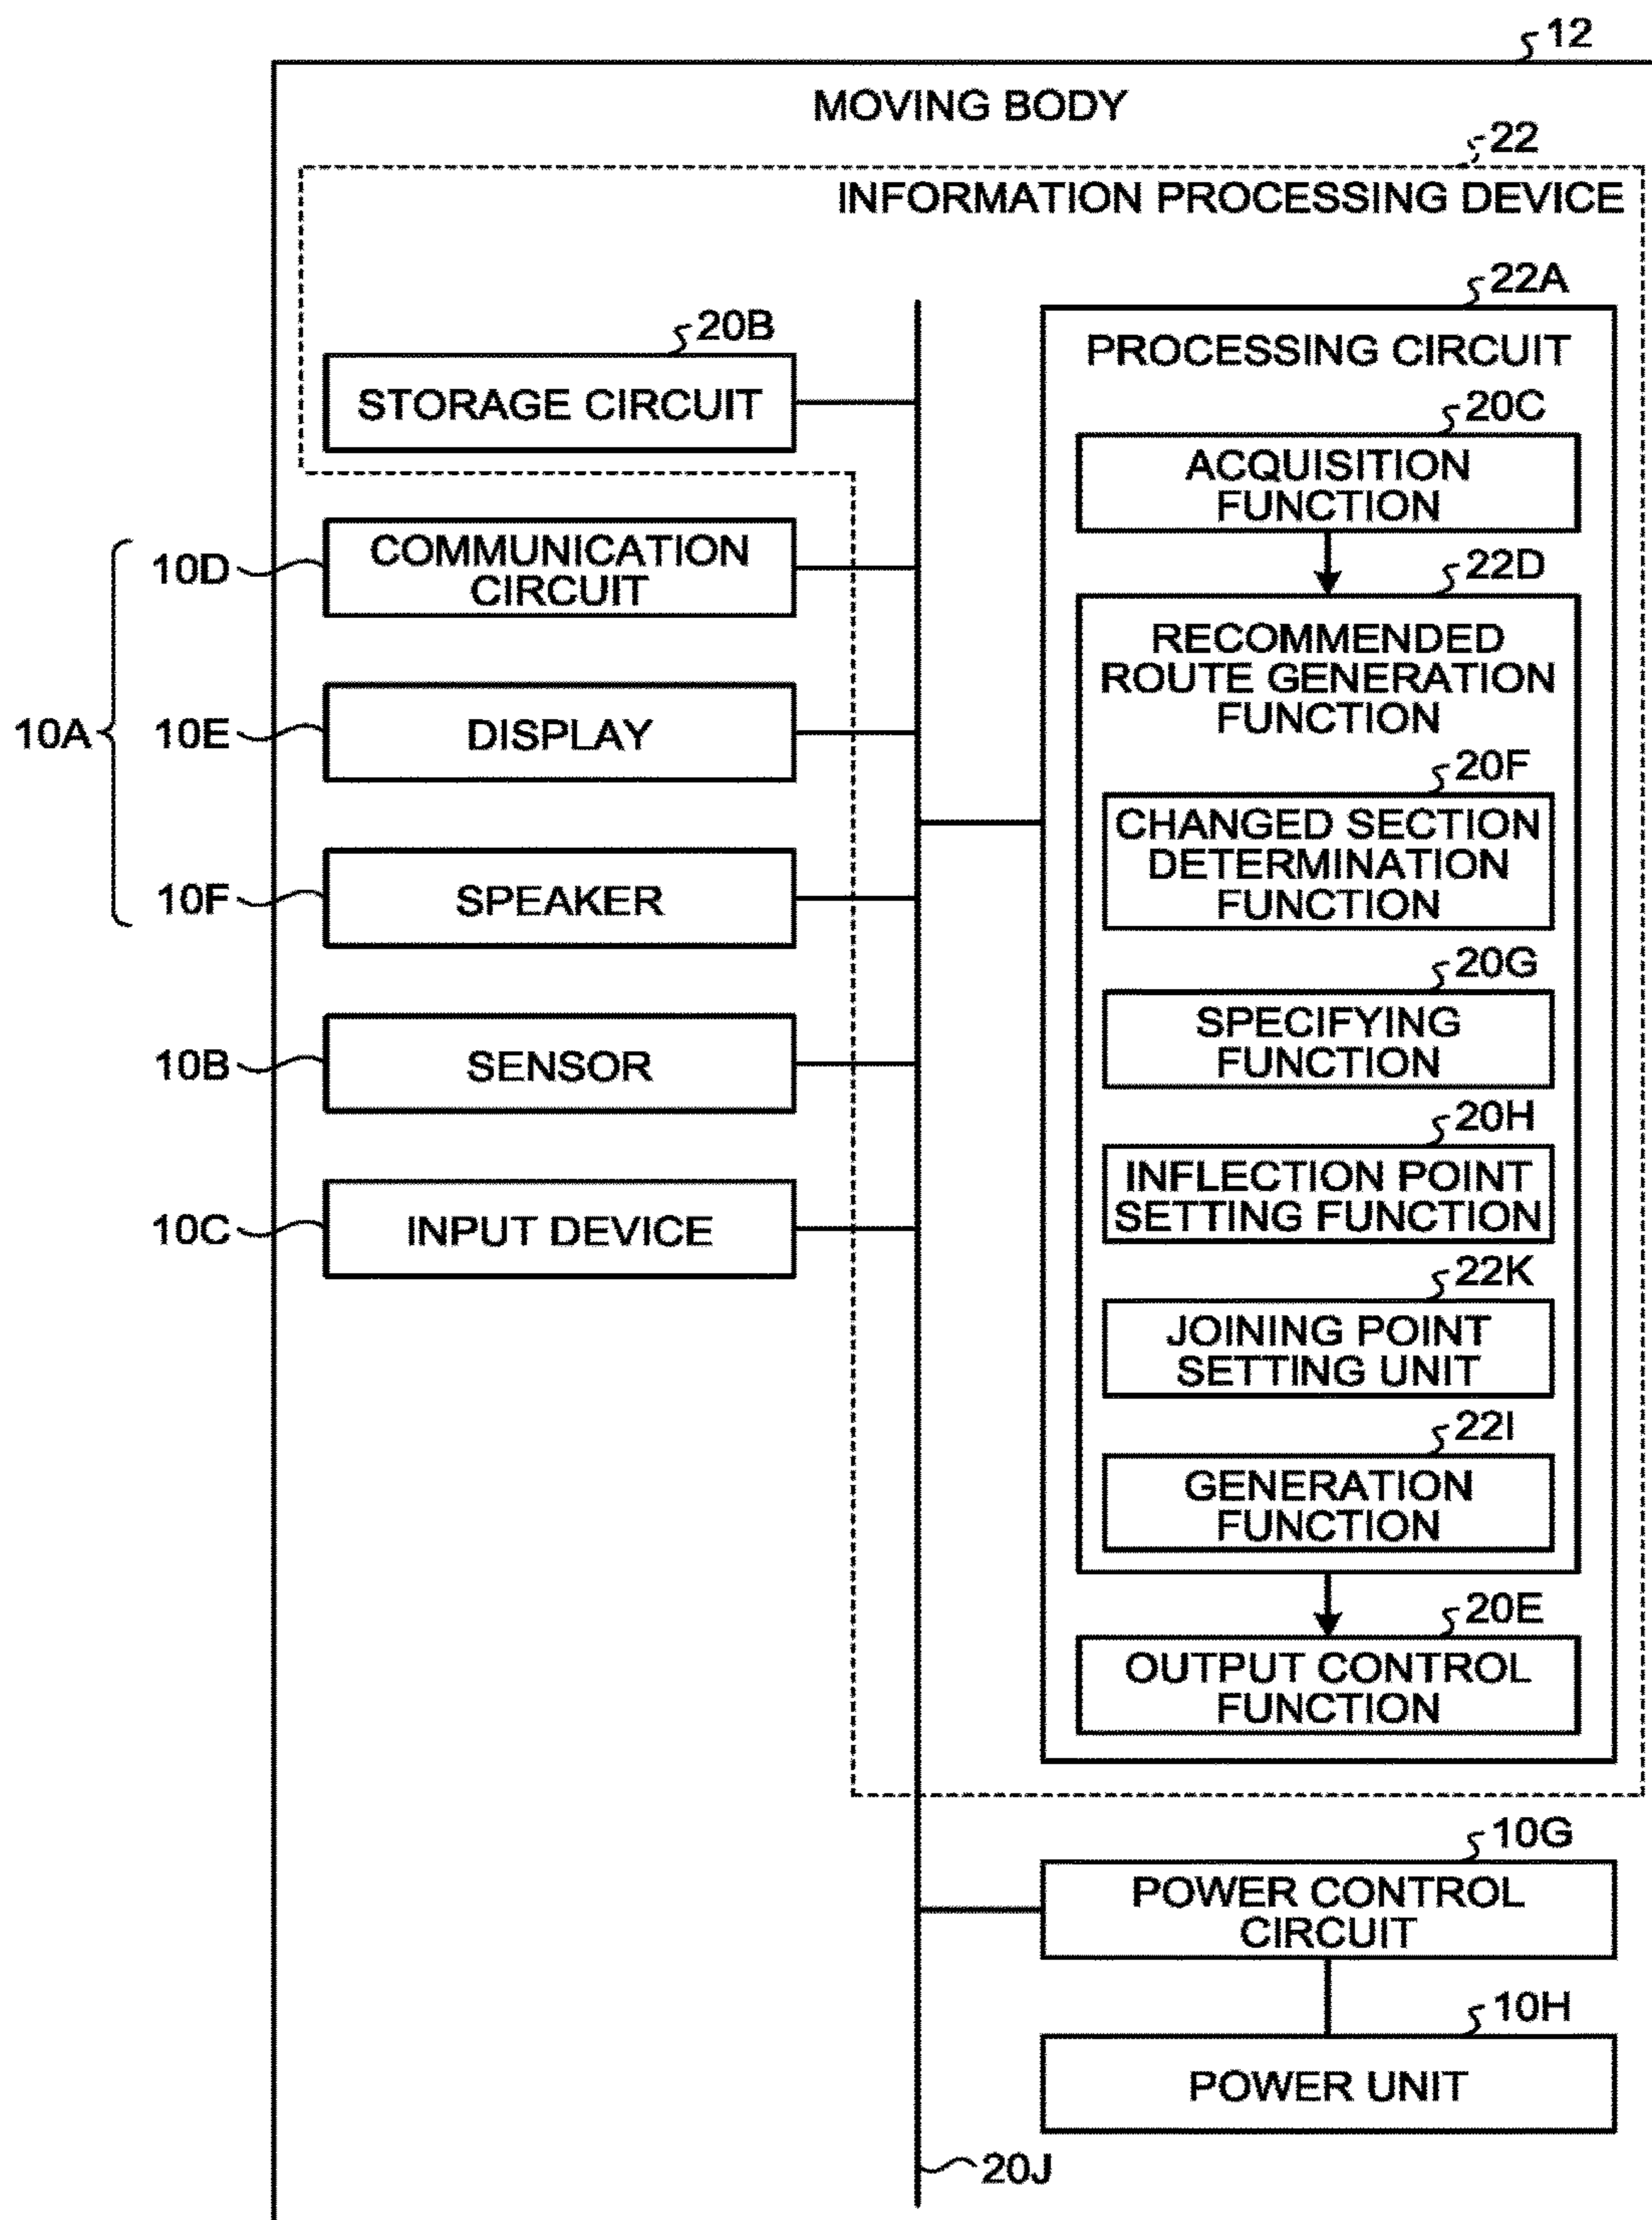 12
MOVING BODY
22
INFORMATION PROCESSING DEVICE
22A
PROCESSING CIRCUIT
20B
STORAGE CIRCUIT
20C
ACQUISITION
FUNCTION
10A
10D
COMMUNICATION
CIRCUIT
10E
DISPLAY
10F
SPEAKER
10B
SENSOR
10C
INPUT DEVICE
22D
RECOMMENDED
ROUTE GENERATION
FUNCTION
20F
CHANGED SECTION
DETERMINATION
FUNCTION
20G
SPECIFYING
FUNCTION
20H
INFLECTION POINT
SETTING FUNCTION
22K
JOINING POINT
SETTING UNIT
22I
GENERATION
FUNCTION
20E
OUTPUT CONTROL
FUNCTION
10G
POWER CONTROL
CIRCUIT
10H
POWER UNIT
20J